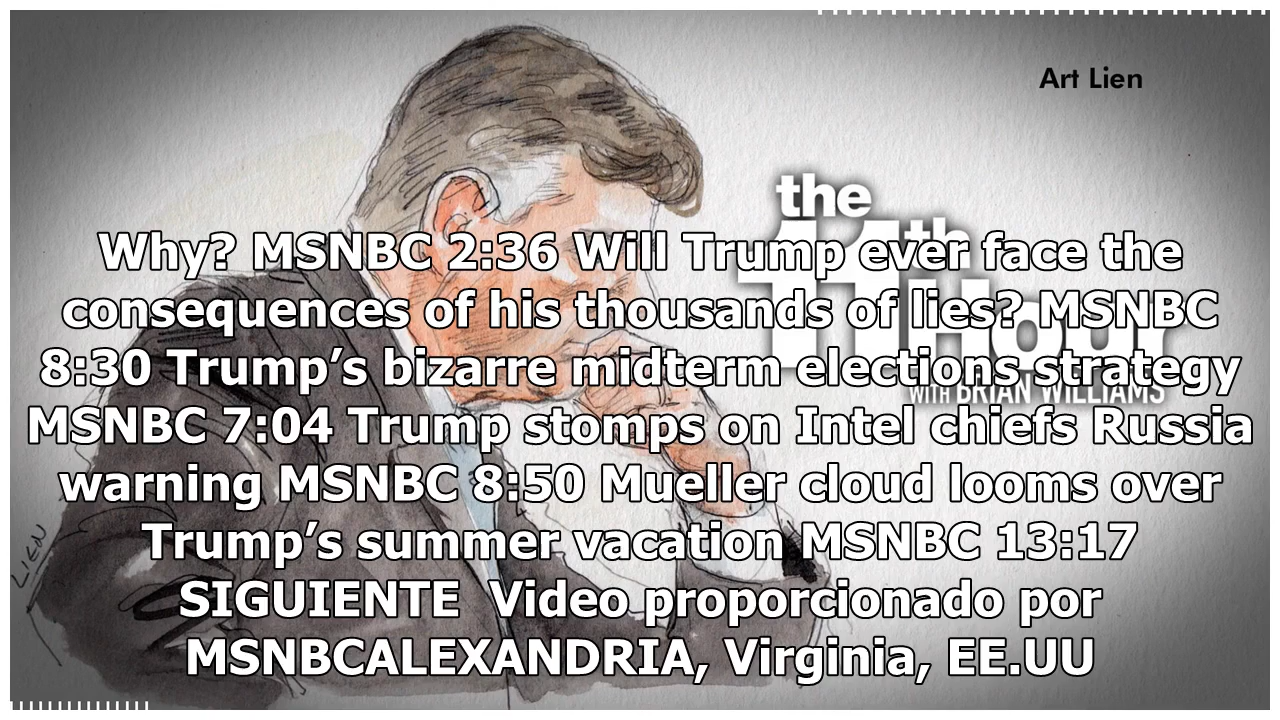 Art Lien
the
11th
Hour
WITH BRIAN WILLIAMS
Why? MSNBC 2:36 Will Trump ever face the
consequences of his thousands of lies? MSNBC
8:30 Trump’s bizarre midterm elections strategy
MSNBC 7:04 Trump stomps on Intel chiefs Russia
warning MSNBC 8:50 Mueller cloud looms over
Trump’s summer vacation MSNBC 13:17
SIGUIENTE  Video proporcionado por
MSNBCALEXANDRIA, Virginia, EE.UU
LIEN